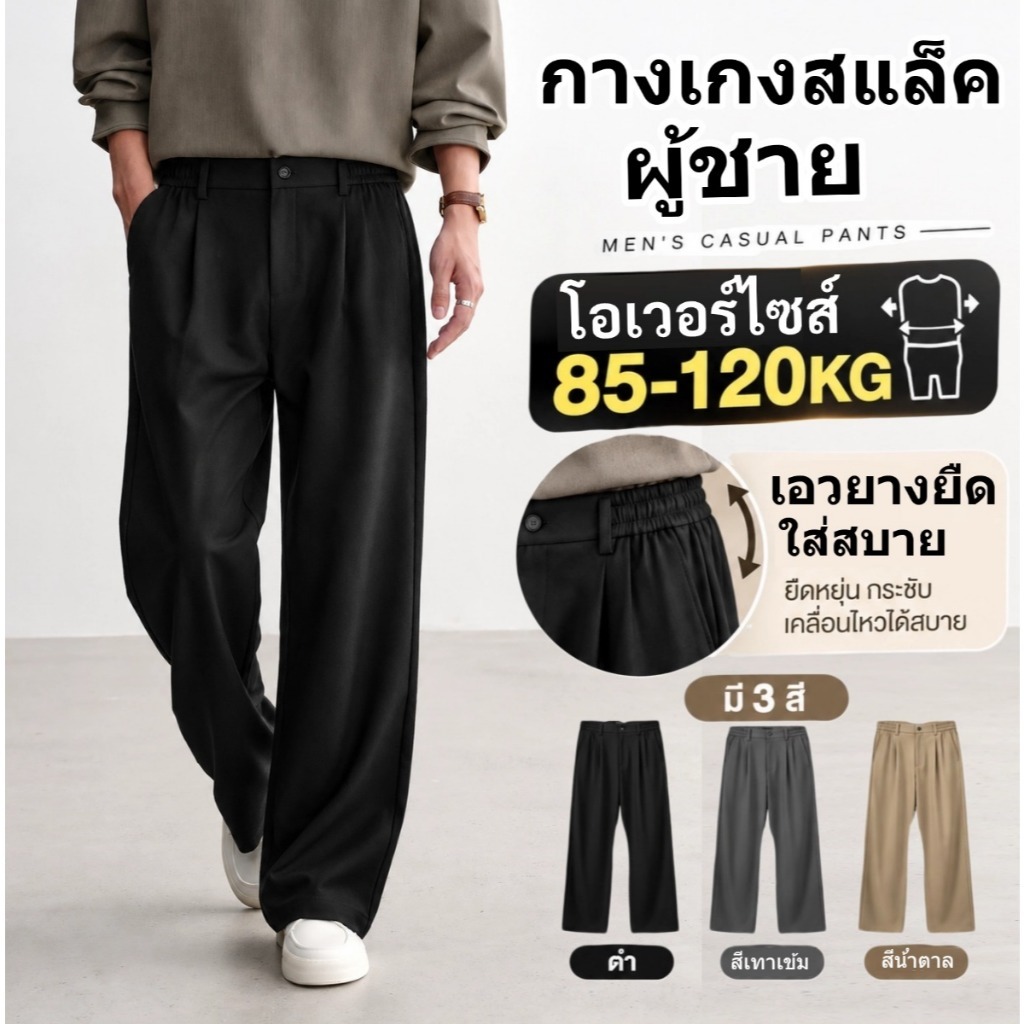 กางเกงสแล็ค
ผู้ชาย
MEN'S CASUAL PANTS
โอเวอร์ไซส์
85-120KG
เอวยางยืด
ใส่สบาย
ยืดหยุ่น กระชับ
เคลื่อนไหวได้สบาย
มี 3 สี
ดำ
สีเทาเข้ม
สีน้ำตาล